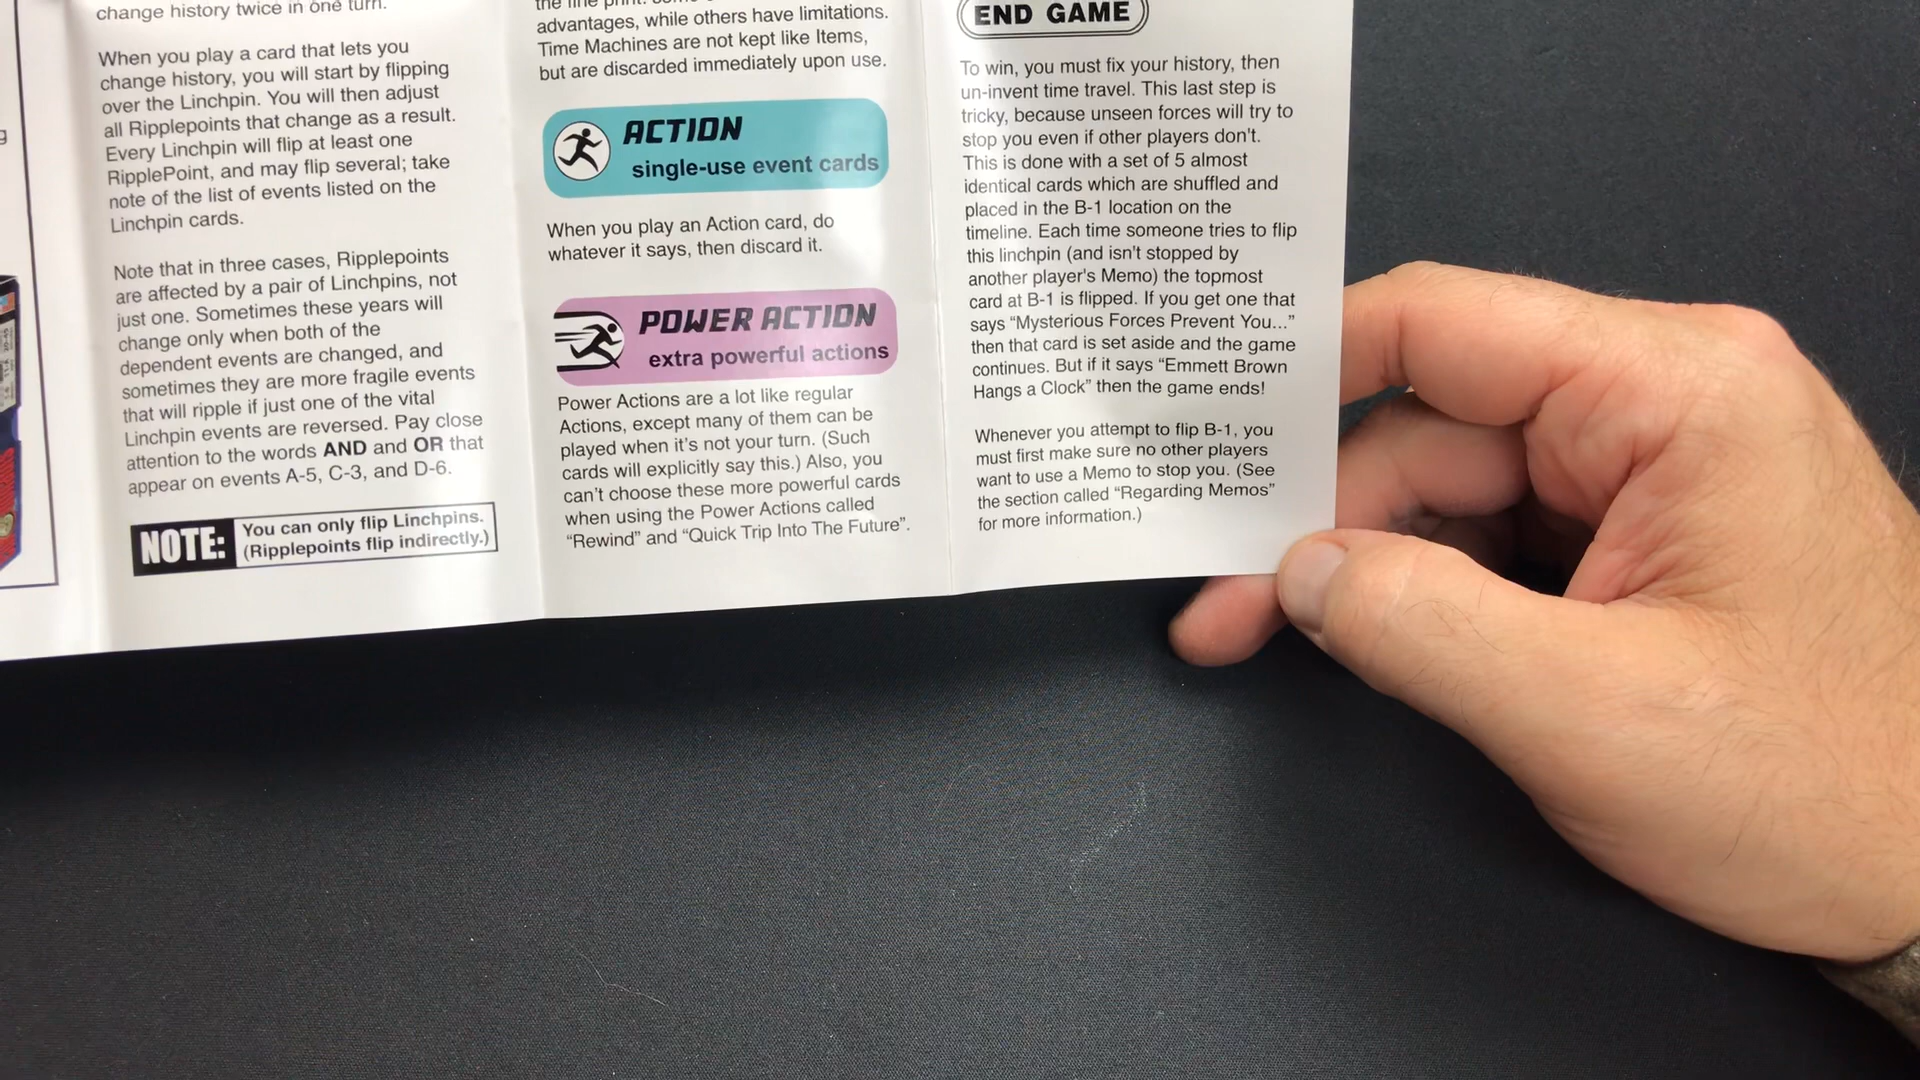 change history twice in one turn.
When you play a card that lets you
change history, you will start by flipping
over the Linchpin. You will then adjust
all Ripplepoints that change as a result.
Every Linchpin will flip at least one
RipplePoint, and may flip several; take
note of the list of events listed on the
Linchpin cards.
Note that in three cases, Ripplepoints
are affected by a pair of Linchpins, not
just one. Sometimes these years will
change only when both of the
dependent events are changed, and
sometimes they are more fragile events
that will ripple if just one of the vital
Linchpin events are reversed. Pay close
attention to the words AND and OR that
appear on events A-5, C-3, and D-6.
NOTE: You can only flip Linchpins.
(Ripplepoints flip indirectly.)
the fine print.
advantages, while others have limitations.
Time Machines are not kept like Items,
but are discarded immediately upon use.
ACTION
single-use event cards
When you play an Action card, do
whatever it says, then discard it.
POWER ACTION
extra powerful actions
Power Actions are a lot like regular
Actions, except many of them can be
played when it's not your turn. (Such
cards will explicitly say this.) Also, you
can't choose these more powerful cards
when using the Power Actions called
“Rewind” and “Quick Trip Into The Future”.
END GAME
To win, you must fix your history, then
un-invent time travel. This last step is
tricky, because unseen forces will try to
stop you even if other players don't.
This is done with a set of 5 almost
identical cards which are shuffled and
placed in the B-1 location on the
timeline. Each time someone tries to flip
this linchpin (and isn't stopped by
another player's Memo) the topmost
card at B-1 is flipped. If you get one that
says “Mysterious Forces Prevent You...”
then that card is set aside and the game
continues. But if it says “Emmett Brown
Hangs a Clock” then the game ends!
Whenever you attempt to flip B-1, you
must first make sure no other players
want to use a Memo to stop you. (See
the section called “Regarding Memos”
for more information.)